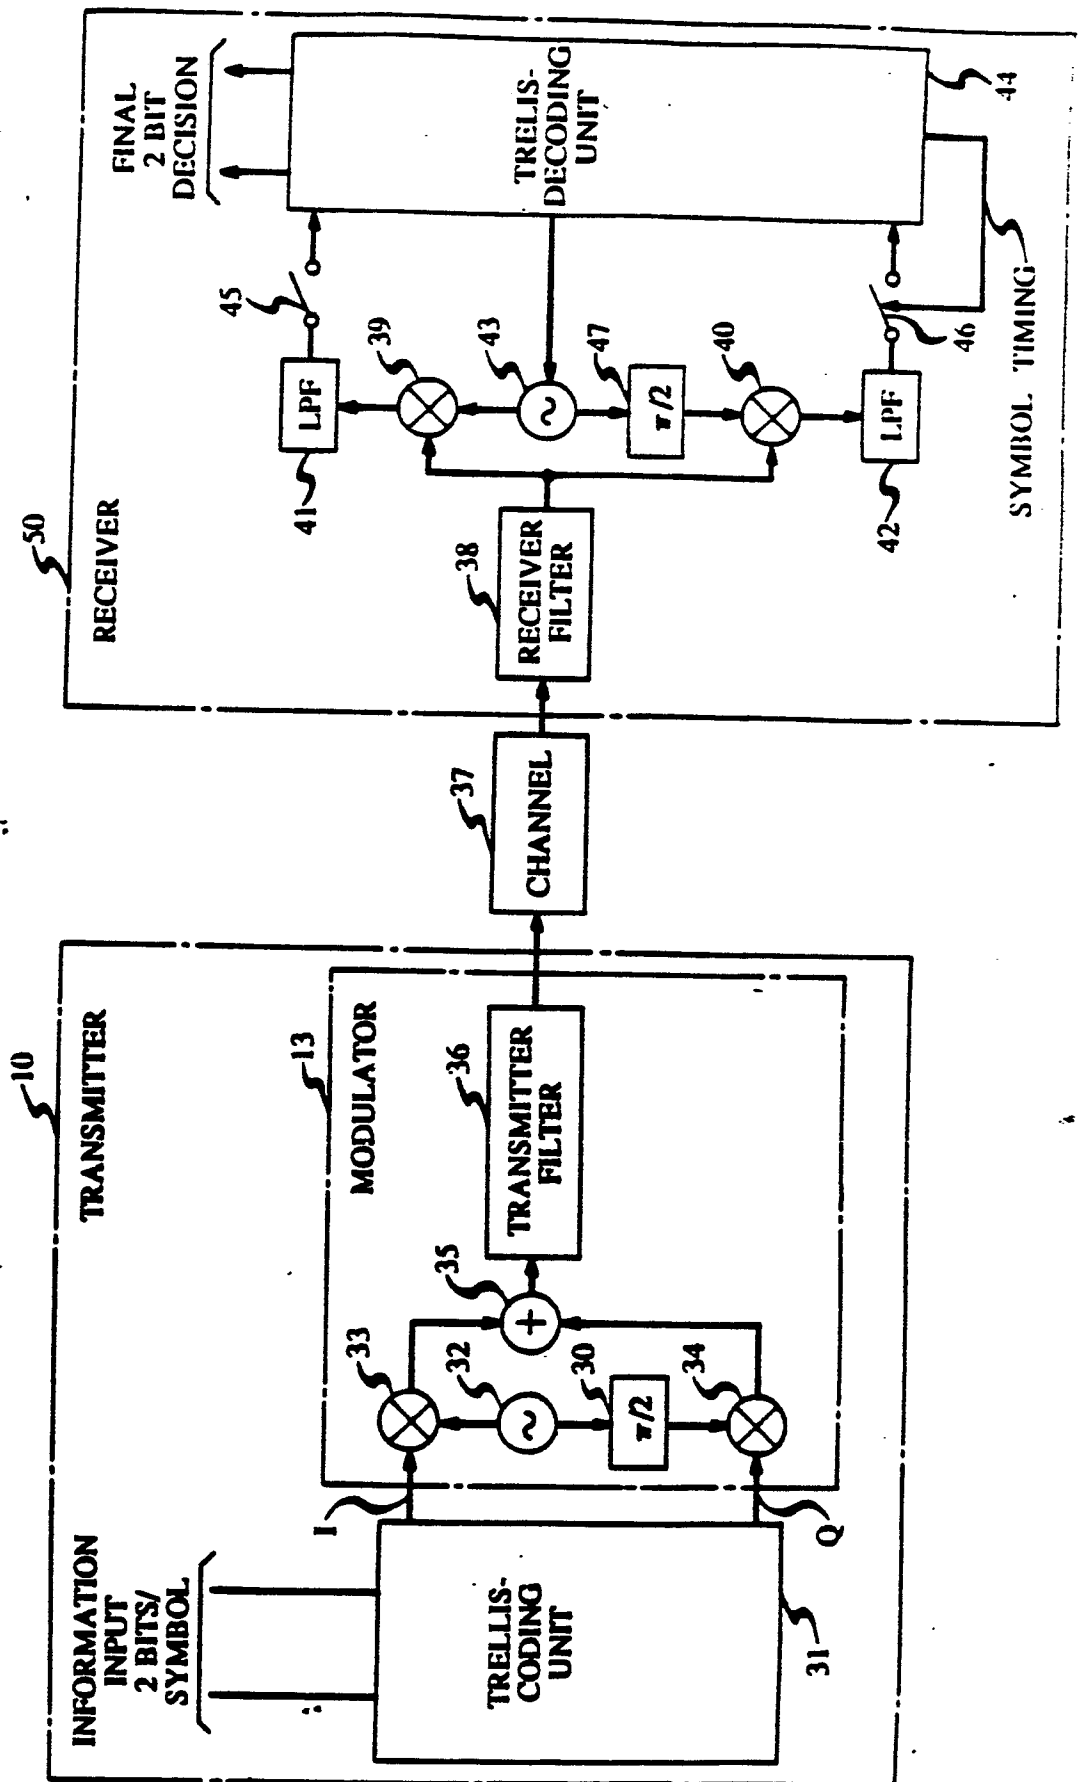 10
TRANSMITTER
INFORMATION
INPUT
2 BITS/
SYMBOL
TRELLIS-
CODING
UNIT
31
I
Q
13
MODULATOR
33
32
30
π/2
34
35
+
36
TRANSMITTER
FILTER
37
CHANNEL
50
RECEIVER
38
RECEIVER
FILTER
39
43
47
π/2
40
41
LPF
42
LPF
45
46
SYMBOL TIMING
TRELIS-
DECODING
UNIT
44
FINAL
2 BIT
DECISION